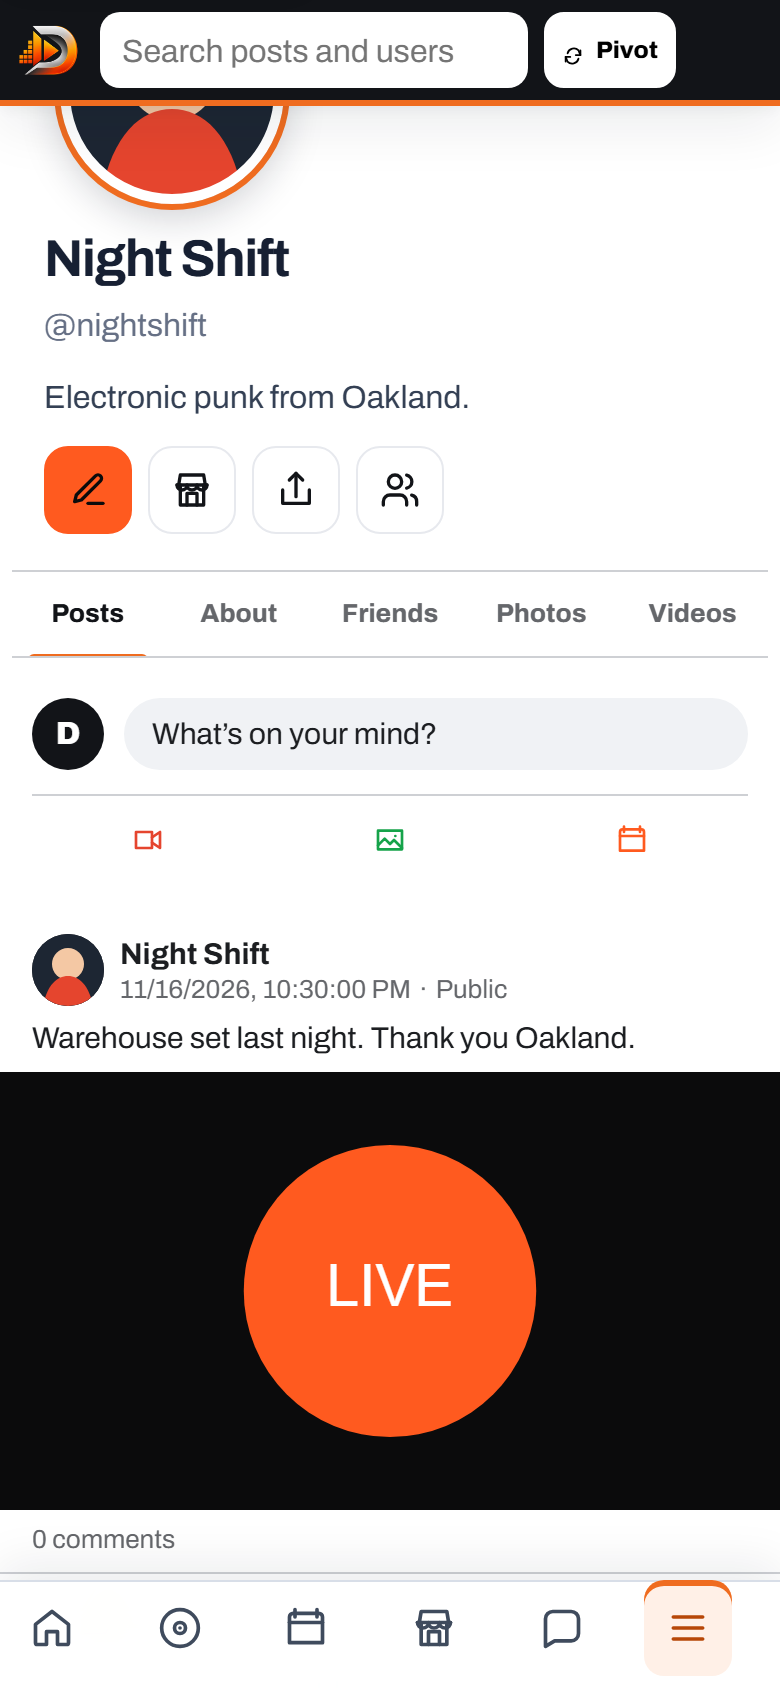 Search posts and users
Pivot
Night Shift
@nightshift
Electronic punk from Oakland.
Posts About Friends Photos Videos
D
What’s on your mind?
Night Shift
11/16/2026, 10:30:00 PM · Public
Warehouse set last night. Thank you Oakland.
LIVE
0 comments